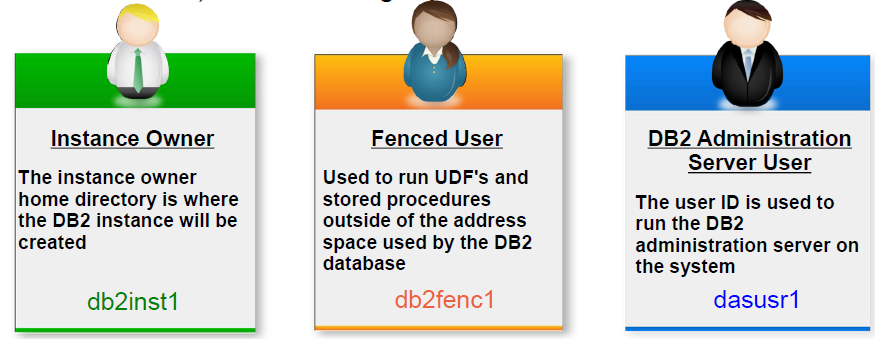 Instance Owner
The instance owner
home directory is where
the DB2 instance will be
created
db2inst1
Fenced User
Used to run UDF's and
stored procedures
outside of the address
space used by the DB2
database
db2fenc1
DB2 Administration
Server User
The user ID is used to
run the DB2
administration server on
the system
dasusr1